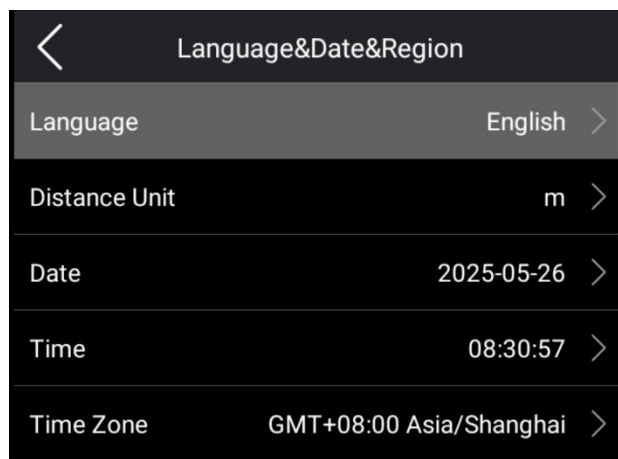 Language&Date&Region
Language English
Distance Unit m
Date 2025-05-26
Time 08:30:57
Time Zone GMT+08:00 Asia/Shanghai